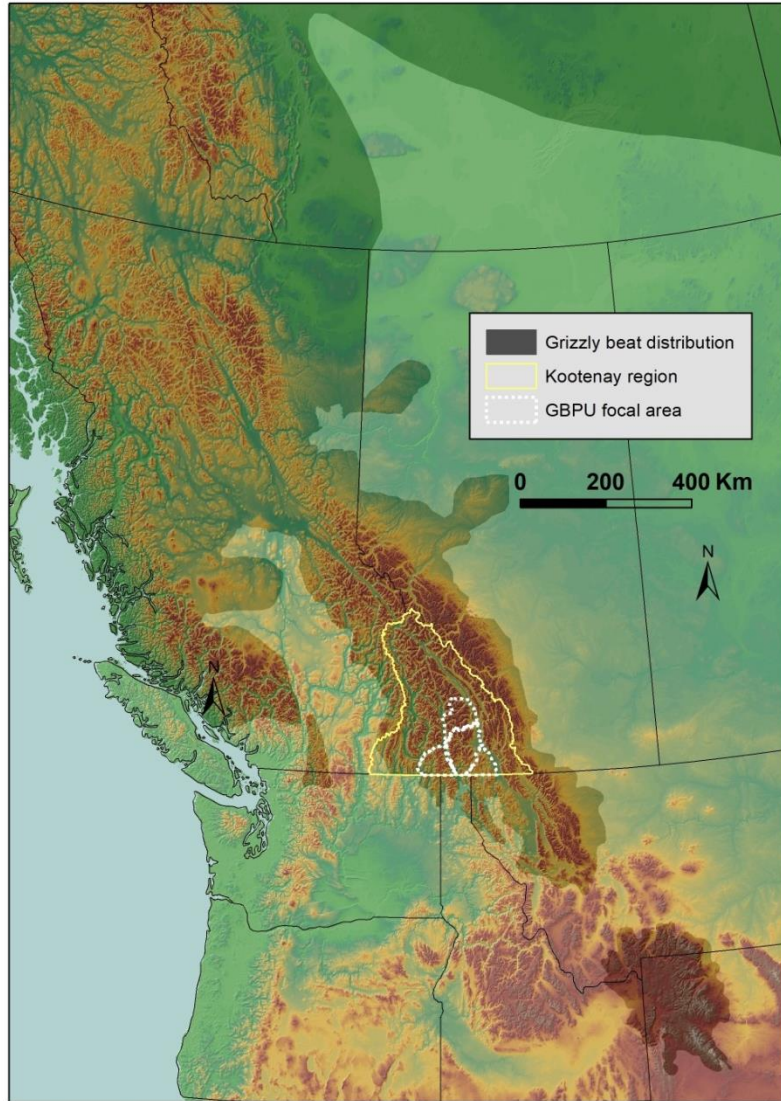 Grizzly beat distribution
Kootenay region
GBPU focal area
0 200 400 Km
N
N